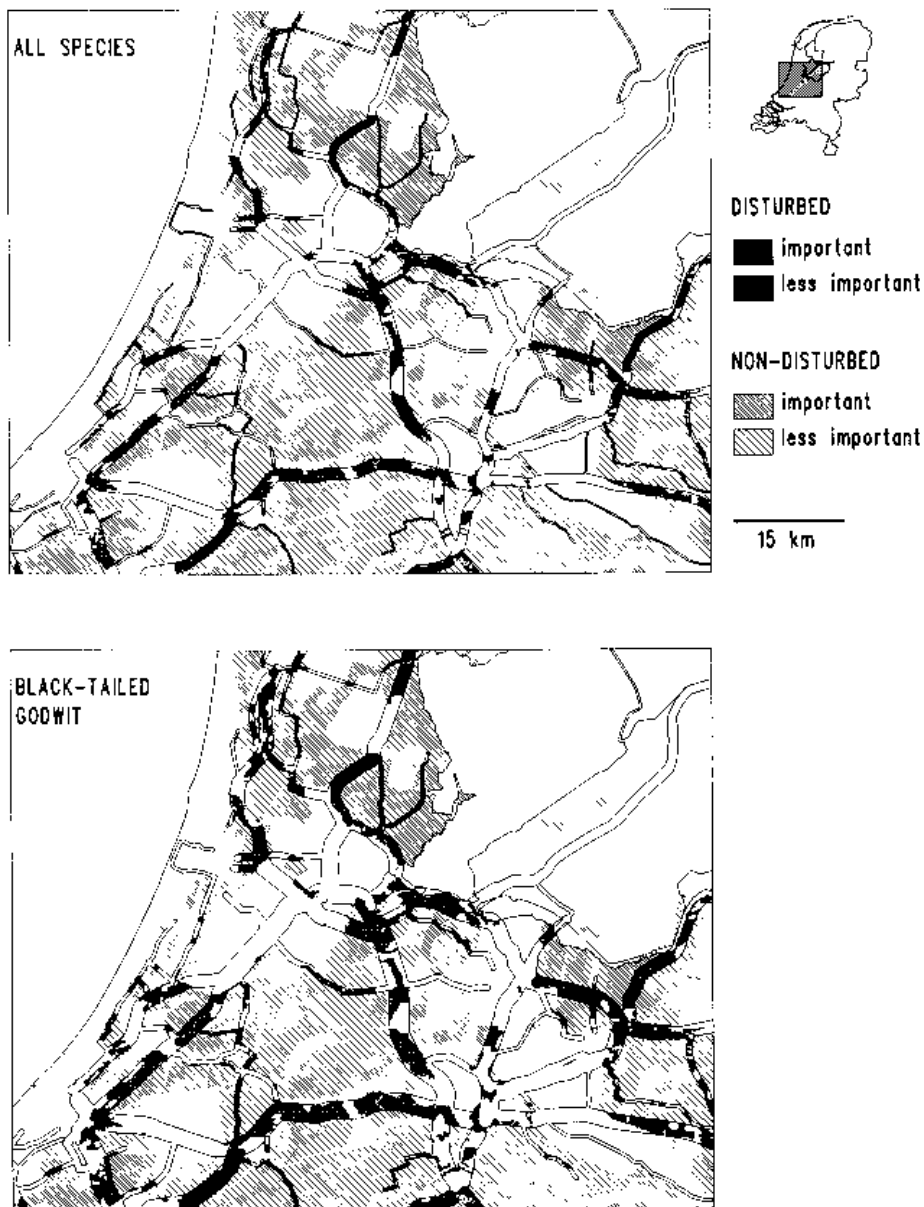 ALL SPECIES
DISTURBED
important
less important
NON-DISTURBED
important
less important
15 km
BLACK-TAILED
GODWIT